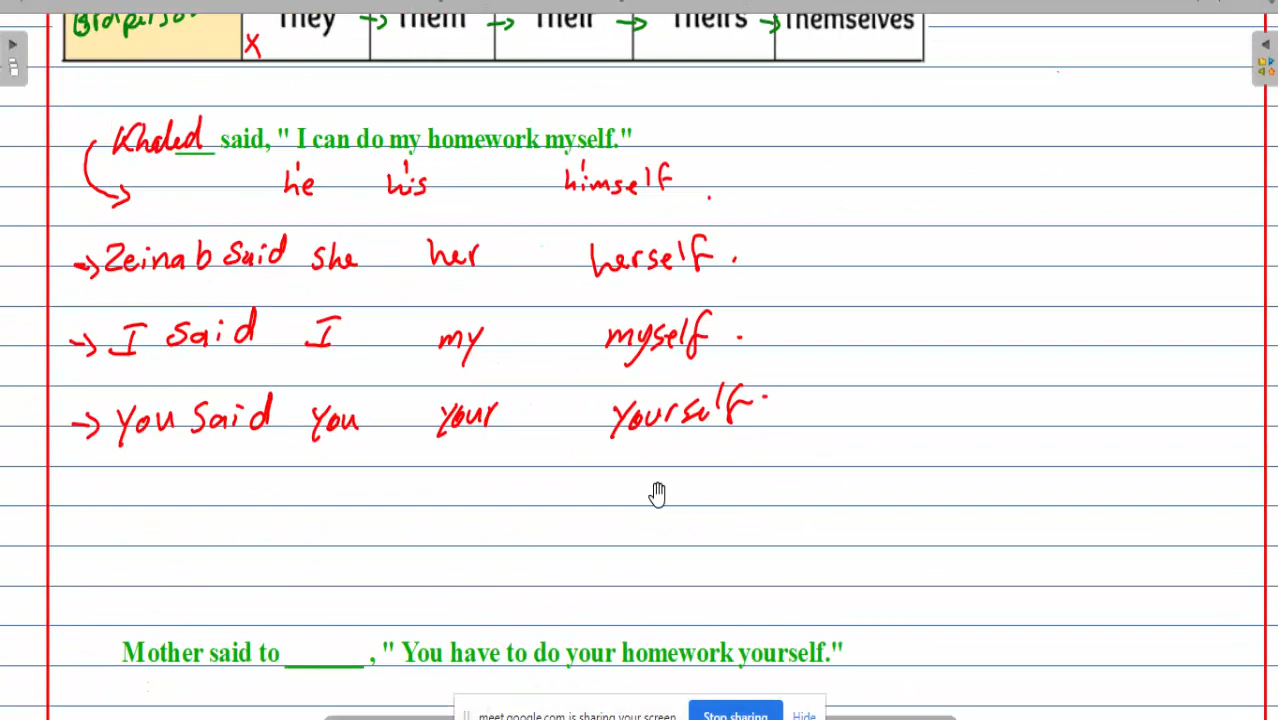 3rd person They → Them → Their → Theirs → Themselves
X
Khaled said, " I can do my homework myself."
he his himself .
→ Zeinab said she her herself .
→ I said I my myself .
→ You said you your yourself .
Mother said to ______ , " You have to do your homework yourself."
meet.google.com is sharing your screen. Stop sharing Hide